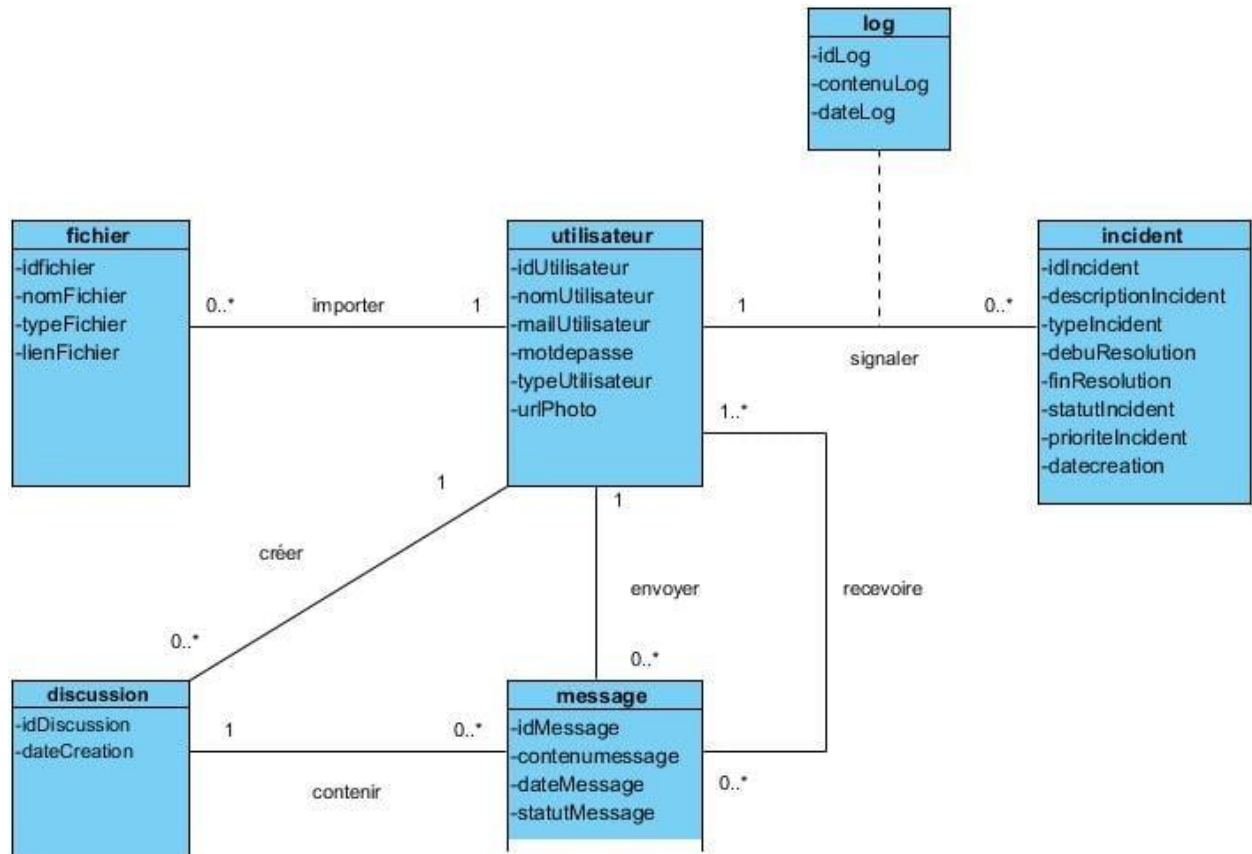 log
-idLog
-contenuLog
-dateLog
fichier
-idfichier
-nomFichier
-typeFichier
-lienFichier
0..*
importer
1
utilisateur
-idUtilisateur
-nomUtilisateur
-mailUtilisateur
-motdepasse
-typeUtilisateur
-urlPhoto
1
0..*
signaler
incident
-idIncident
-descriptionIncident
-typeIncident
-debuResolution
-finResolution
-statutIncident
-prioriteIncident
-datecreation
1..*
1
1
créer
envoyer
recevoire
0..*
0..*
discussion
-idDiscussion
-dateCreation
1
0..*
contenir
message
-idMessage
-contenumessage
-dateMessage
-statutMessage
0..*